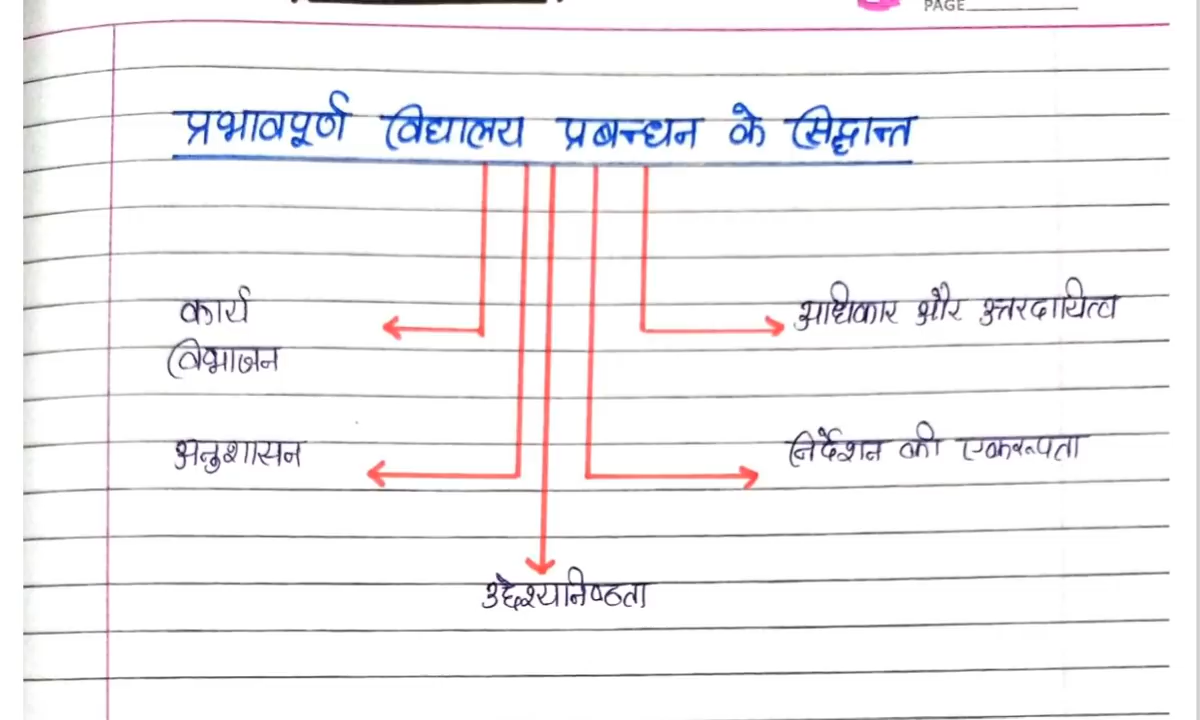 PAGE
प्रभावपूर्ण विद्यालय प्रबन्धन के सिद्धान्त
कार्य
विभाजन
अधिकार और उत्तरदायित्व
अनुशासन
निर्देशन की एकरूपता
उद्देश्यनिष्ठता